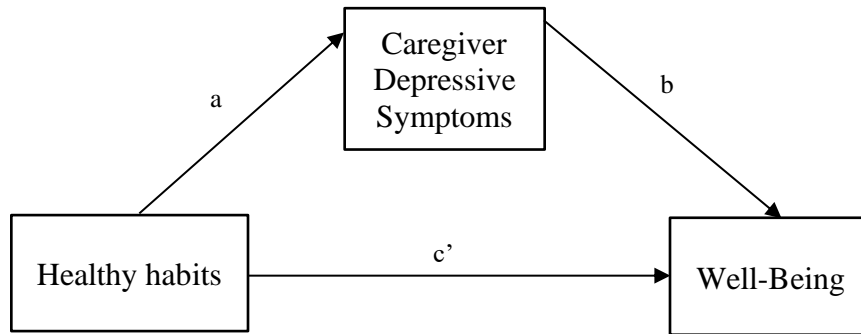 Caregiver
Depressive
Symptoms
a
b
Healthy habits
c’
Well-Being